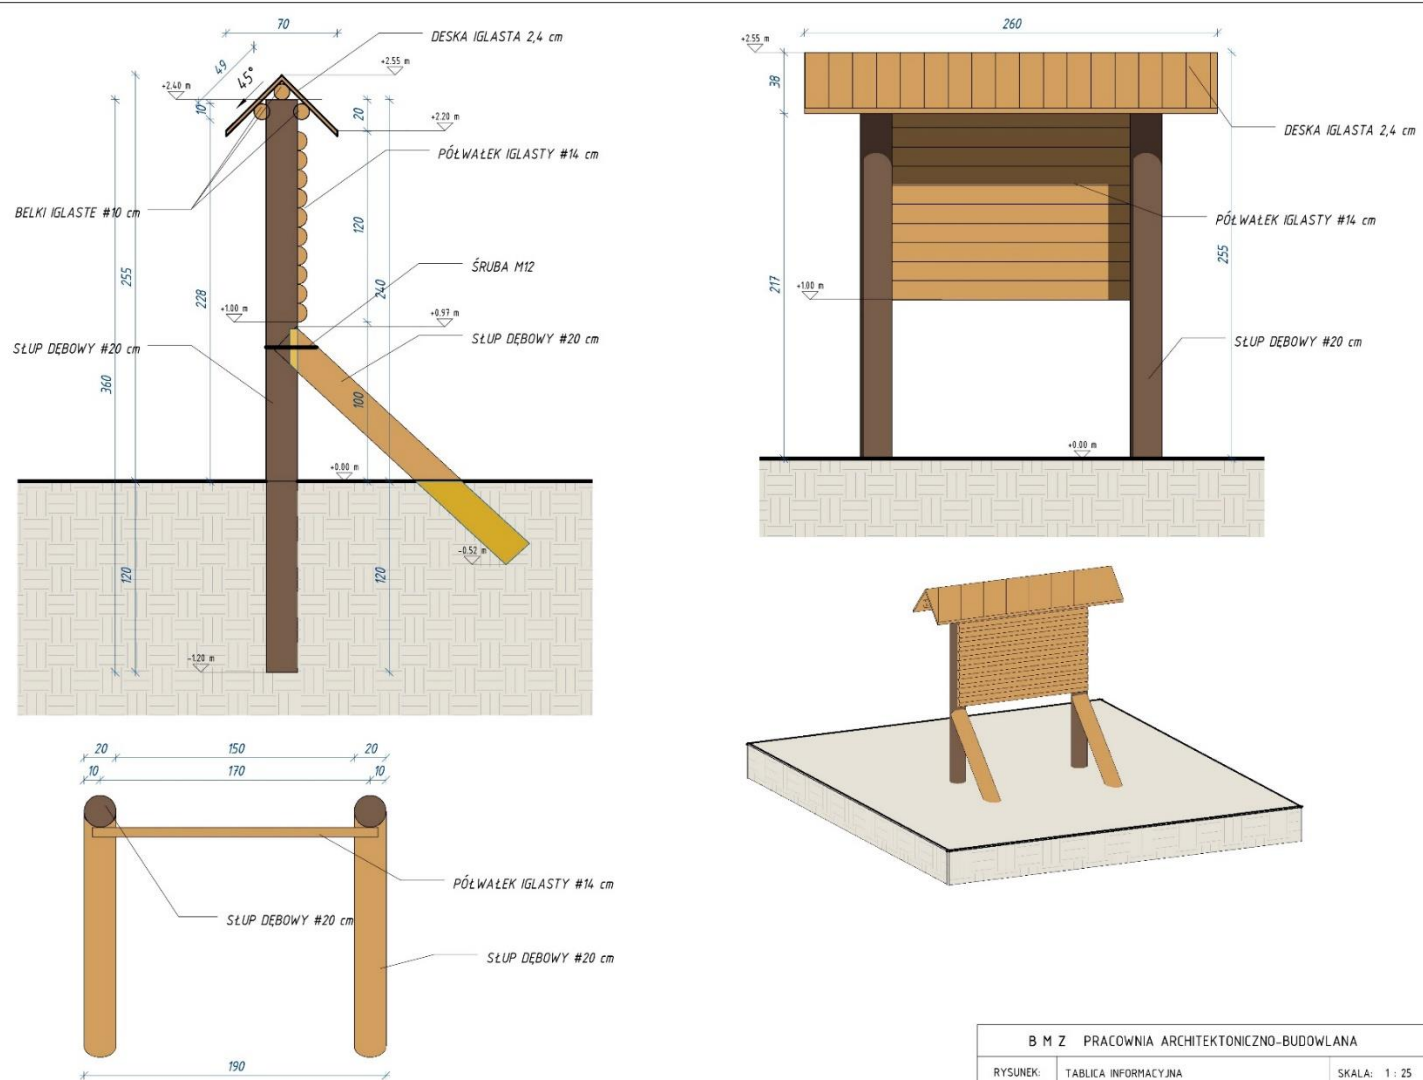 70
DESKA IGLASTA 2,4 cm
49
45°
+2.55 m
+2.40 m
10
20
+2.20 m
PÓŁWAŁEK IGLASTY #14 cm
BELKI IGLASTE #10 cm
120
255
228
240
ŚRUBA M12
+1.00 m
+0.97 m
SŁUP DĘBOWY #20 cm
SŁUP DĘBOWY #20 cm
360
100
+0.00 m
-0.52 m
120
120
-1.20 m
260
+2.55 m
38
DESKA IGLASTA 2,4 cm
PÓŁWAŁEK IGLASTY #14 cm
255
217
+1.00 m
SŁUP DĘBOWY #20 cm
+0.00 m
20 150 20
10 170 10
PÓŁWAŁEK IGLASTY #14 cm
SŁUP DĘBOWY #20 cm
SŁUP DĘBOWY #20 cm
190
B M Z PRACOWNIA ARCHITEKTONICZNO-BUDOWLANA
RYSUNEK: TABLICA INFORMACYJNA SKALA: 1 : 25